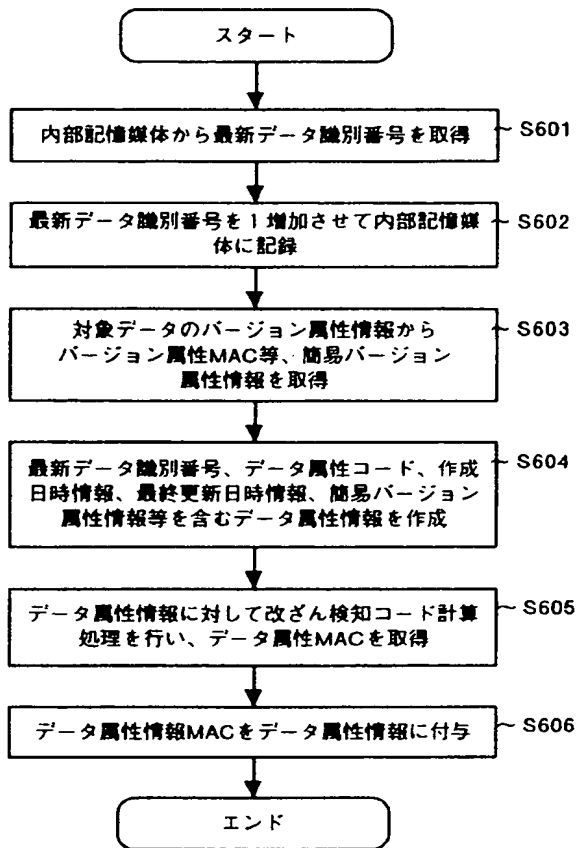 スタート
内部記憶媒体から最新データ識別番号を取得
S601
最新データ識別番号を1増加させて内部記憶媒
体に記録
S602
対象データのバージョン属性情報から
バージョン属性MAC等、簡易バージョン
属性情報を取得
S603
最新データ識別番号、データ属性コード、作成
日時情報、最終更新日時情報、簡易バージョン
属性情報等を含むデータ属性情報を作成
S604
データ属性情報に対して改ざん検知コード計算
処理を行い、データ属性MACを取得
S605
データ属性情報MACをデータ属性情報に付与
S606
エンド